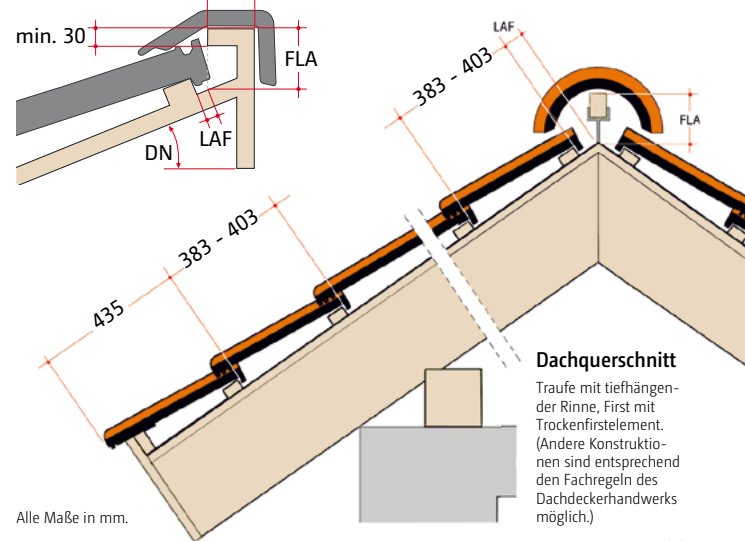 min. 30
FLA
LAF
DN
LAF
383 - 403
FLA
383 - 403
435
Dachquerschnitt
Traufe mit tiefhängen-
der Rinne, First mit
Trockenfirstelement.
(Andere Konstruktio-
nen sind entsprechend
den Fachregeln des
Dachdeckerhandwerks
möglich.)
Alle Maße in mm.